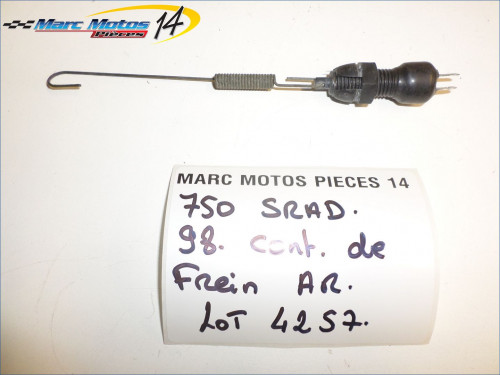 Marc Motos 14
PIECES
MARC MOTOS PIECES 14
750 SRAD.
98. cont. de
Frein AR.
LOT 4257.